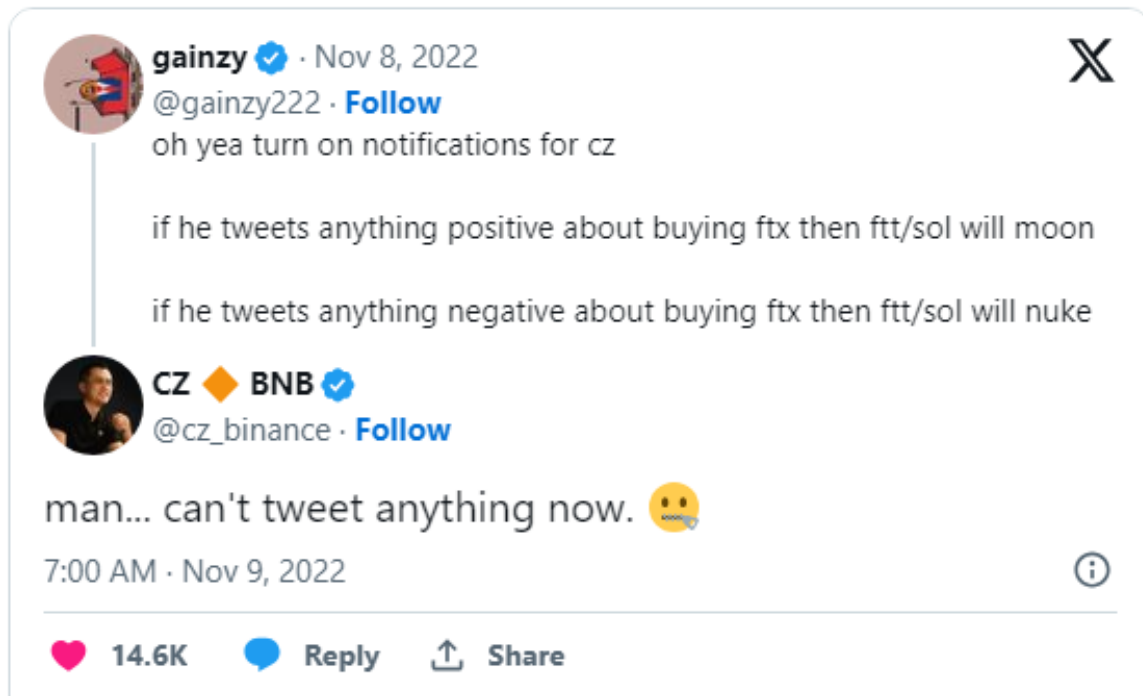 gainzy · Nov 8, 2022
@gainzy222 · Follow
oh yea turn on notifications for cz
if he tweets anything positive about buying ftx then ftt/sol will moon
if he tweets anything negative about buying ftx then ftt/sol will nuke
CZ 🔶 BNB
@cz_binance · Follow
man... can't tweet anything now. 🤐
7:00 AM · Nov 9, 2022
14.6K Reply Share